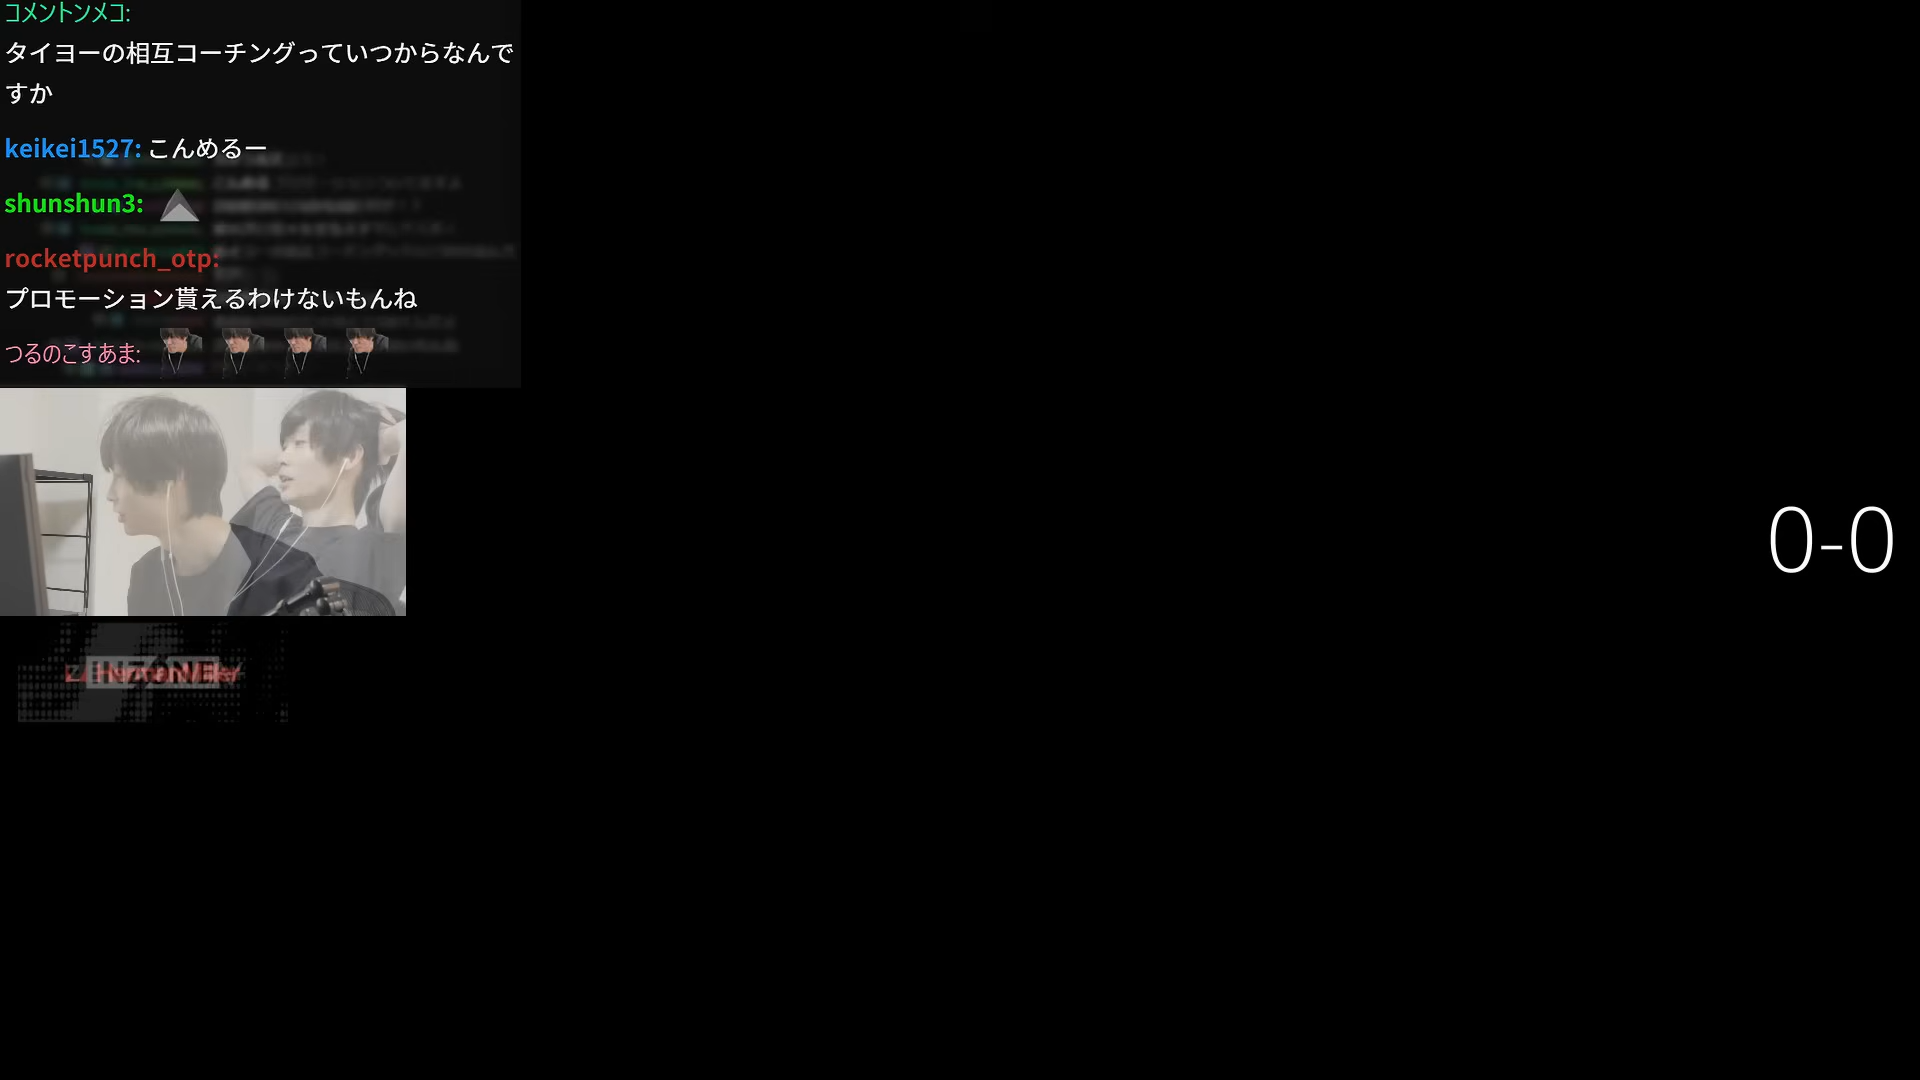 コメントンメコ:
タイヨーの相互コーチングっていつからなんで
すか
keikei1527: こんめるー
shunshun3:
rocketpunch_otp:
プロモーション貰えるわけないもんね
つるのこすあま:
0-0
HermanMiller